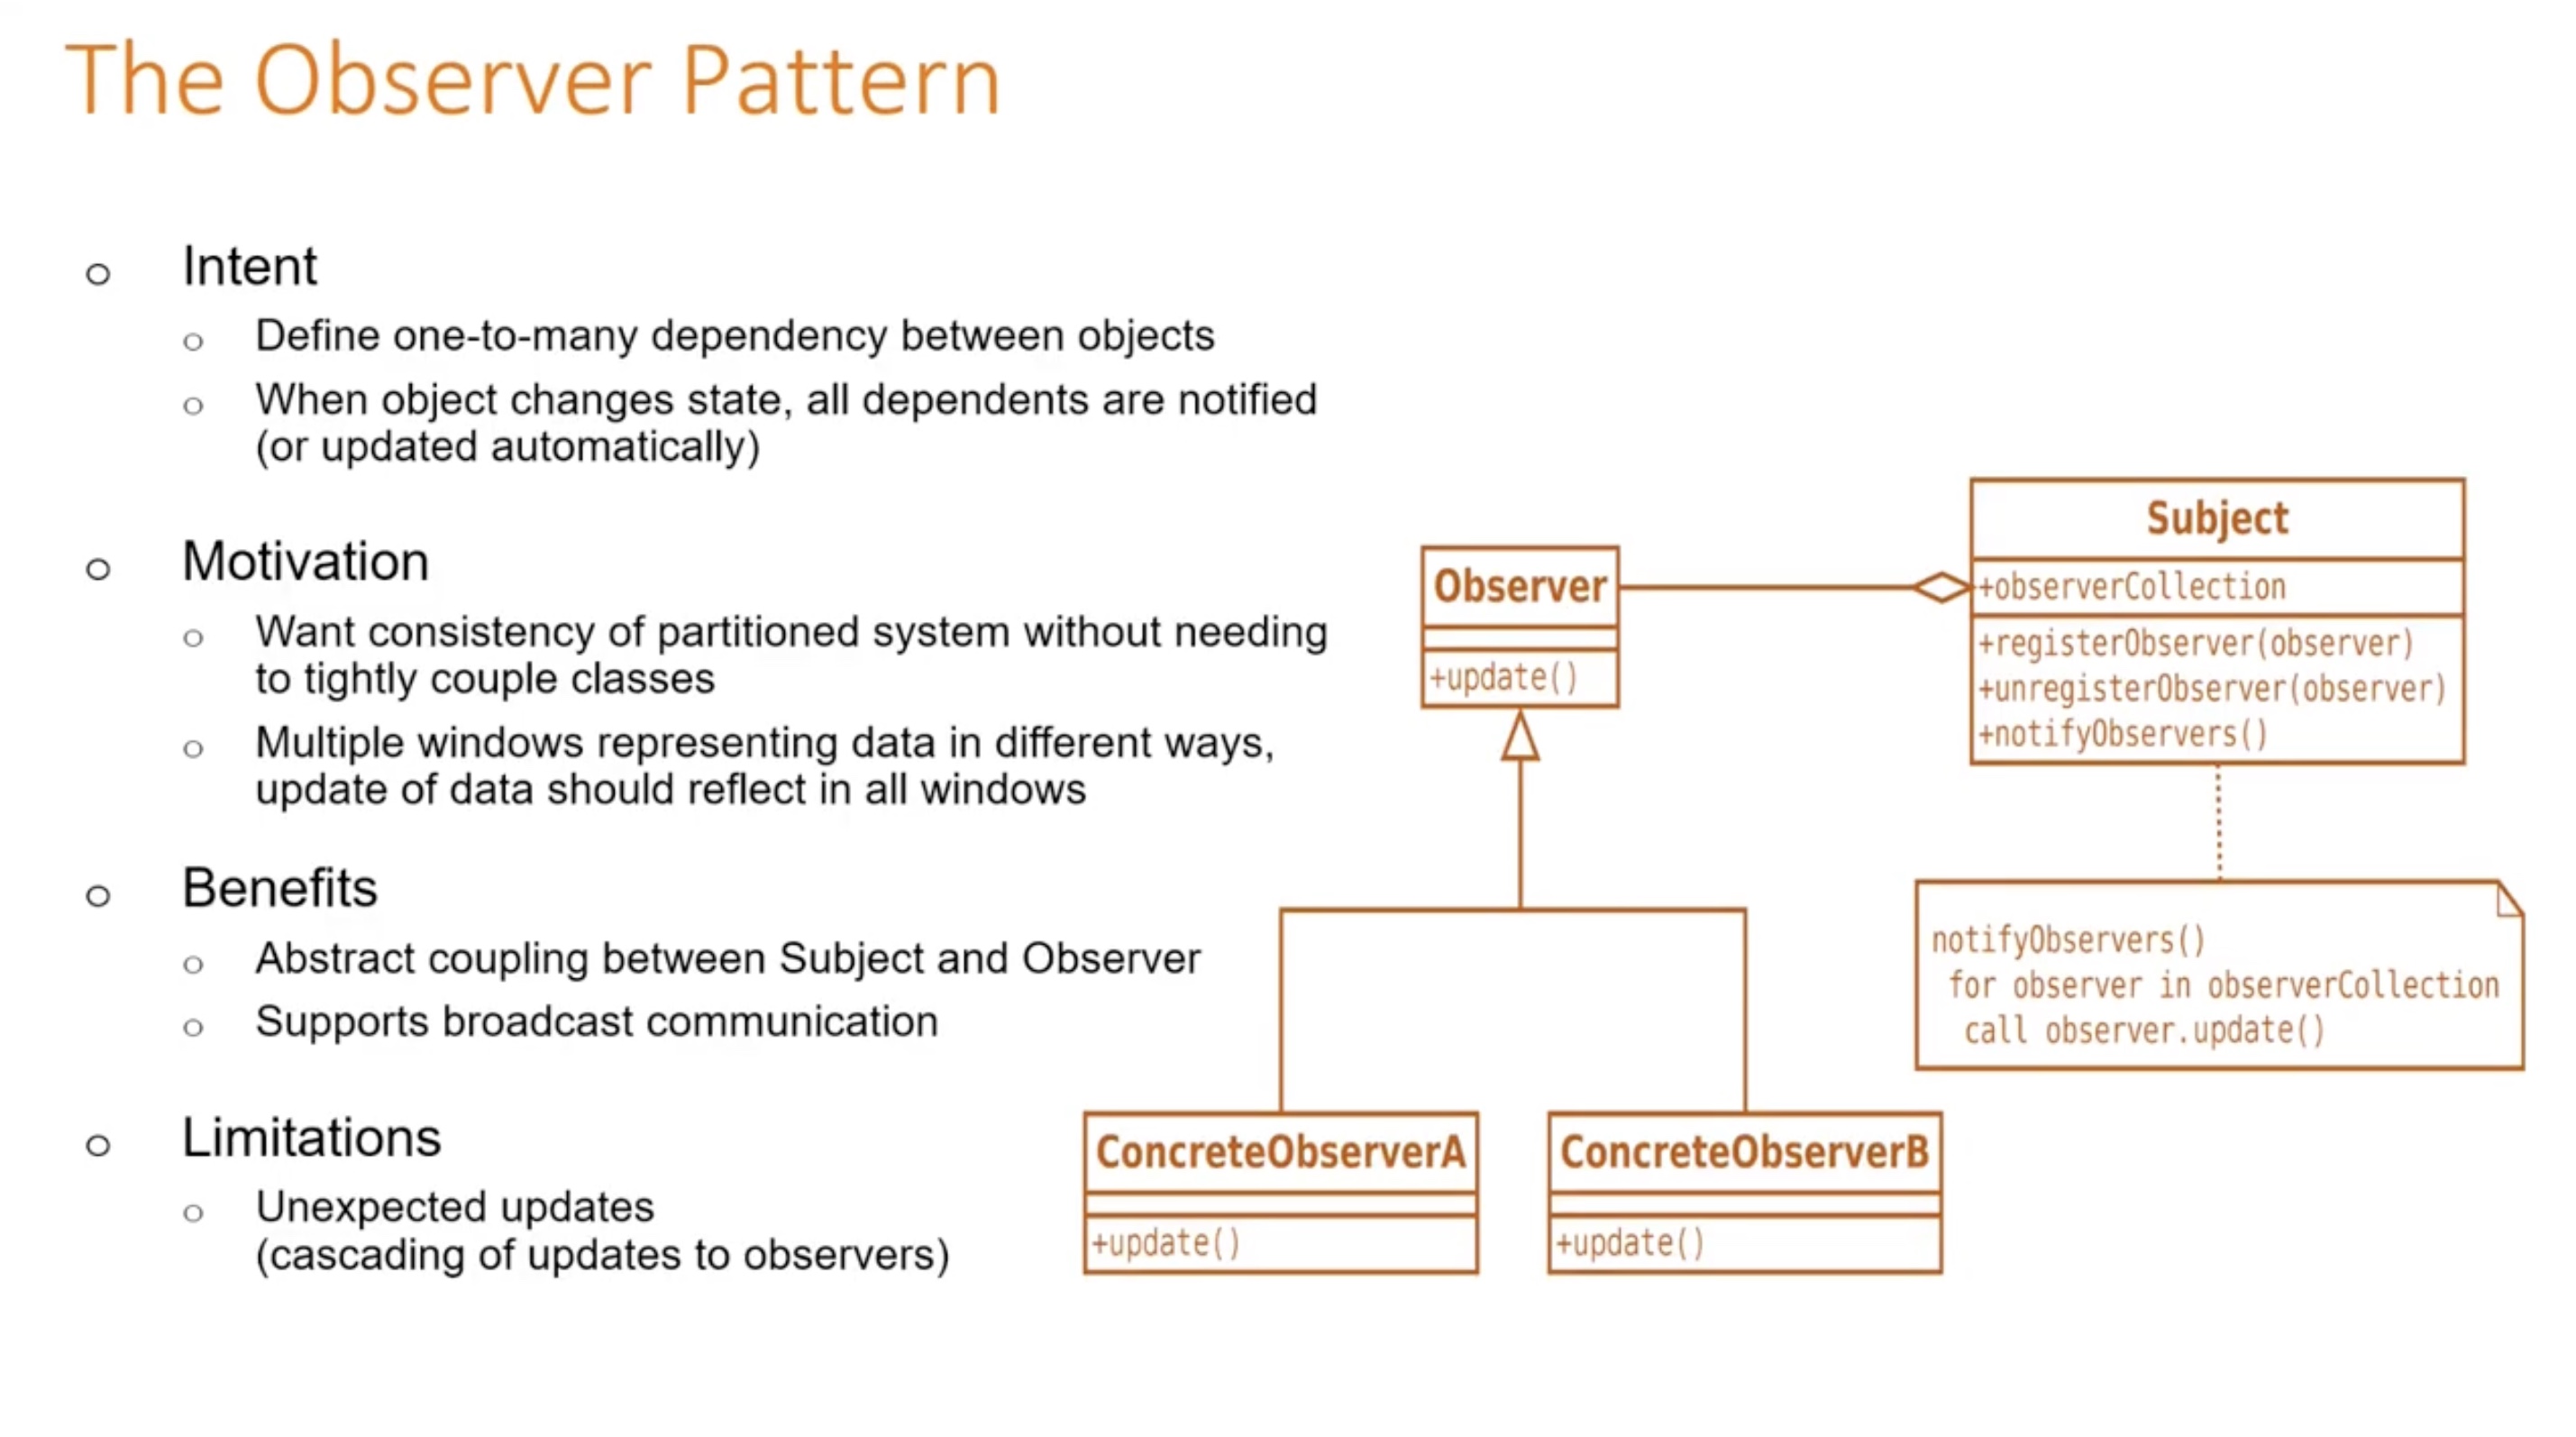 The Observer Pattern
Intent
Define one-to-many dependency between objects
When object changes state, all dependents are notified
(or updated automatically)
Motivation
Want consistency of partitioned system without needing
to tightly couple classes
Multiple windows representing data in different ways,
update of data should reflect in all windows
Benefits
Abstract coupling between Subject and Observer
Supports broadcast communication
Limitations
Unexpected updates
(cascading of updates to observers)
Observer
+update()
Subject
+observerCollection
+registerObserver(observer)
+unregisterObserver(observer)
+notifyObservers()
notifyObservers()
for observer in observerCollection
call observer.update()
ConcreteObserverA
+update()
ConcreteObserverB
+update()